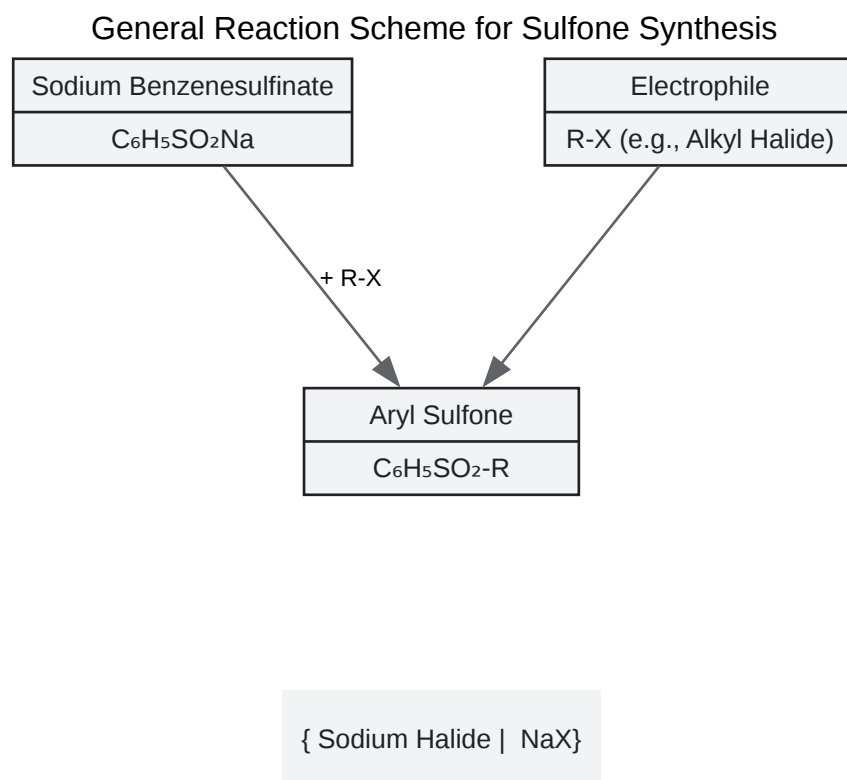 General Reaction Scheme for Sulfone Synthesis
Sodium Benzenesulfinate
C₆H₅SO₂Na
Electrophile
R-X (e.g., Alkyl Halide)
+ R-X
Aryl Sulfone
C₆H₅SO₂-R
{ Sodium Halide |  NaX}